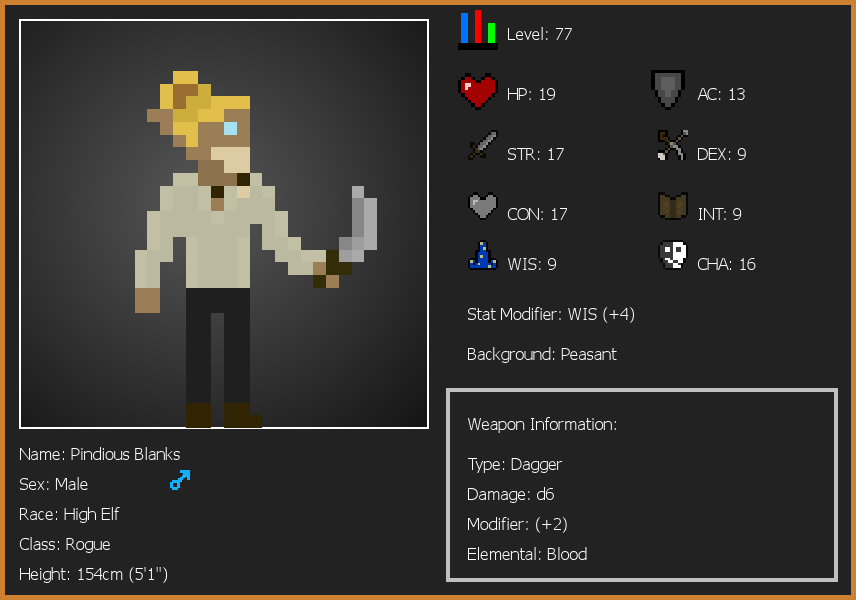 Level: 77
HP: 19
AC: 13
STR: 17
DEX: 9
CON: 17
INT: 9
WIS: 9
CHA: 16
Stat Modifier: WIS (+4)
Background: Peasant
Weapon Information:
Type: Dagger
Damage: d6
Modifier: (+2)
Elemental: Blood
Name: Pindious Blanks
Sex: Male
Race: High Elf
Class: Rogue
Height: 154cm (5'1")